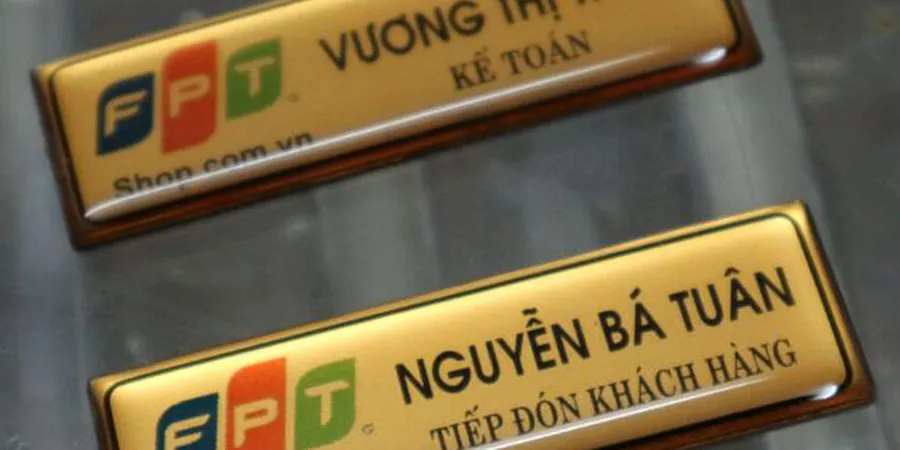 FPT
VƯƠNG THỊ
KẾ TOÁN
Shop.com.vn
FPT
NGUYỄN BÁ TUÂN
TIẾP ĐÓN KHÁCH HÀNG